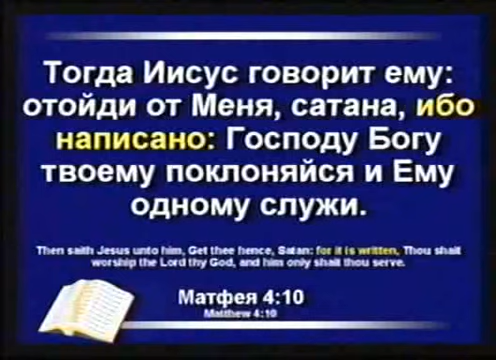 Тогда Иисус говорит ему:
отойди от Меня, сатана, ибо
написано: Господу Богу
твоему поклоняйся и Ему
одному служи.
Then saith Jesus unto him, Get thee hence, Satan: for it is written, Thou shalt
worship the Lord thy God, and him only shalt thou serve.
Матфея 4:10
Matthew 4:10